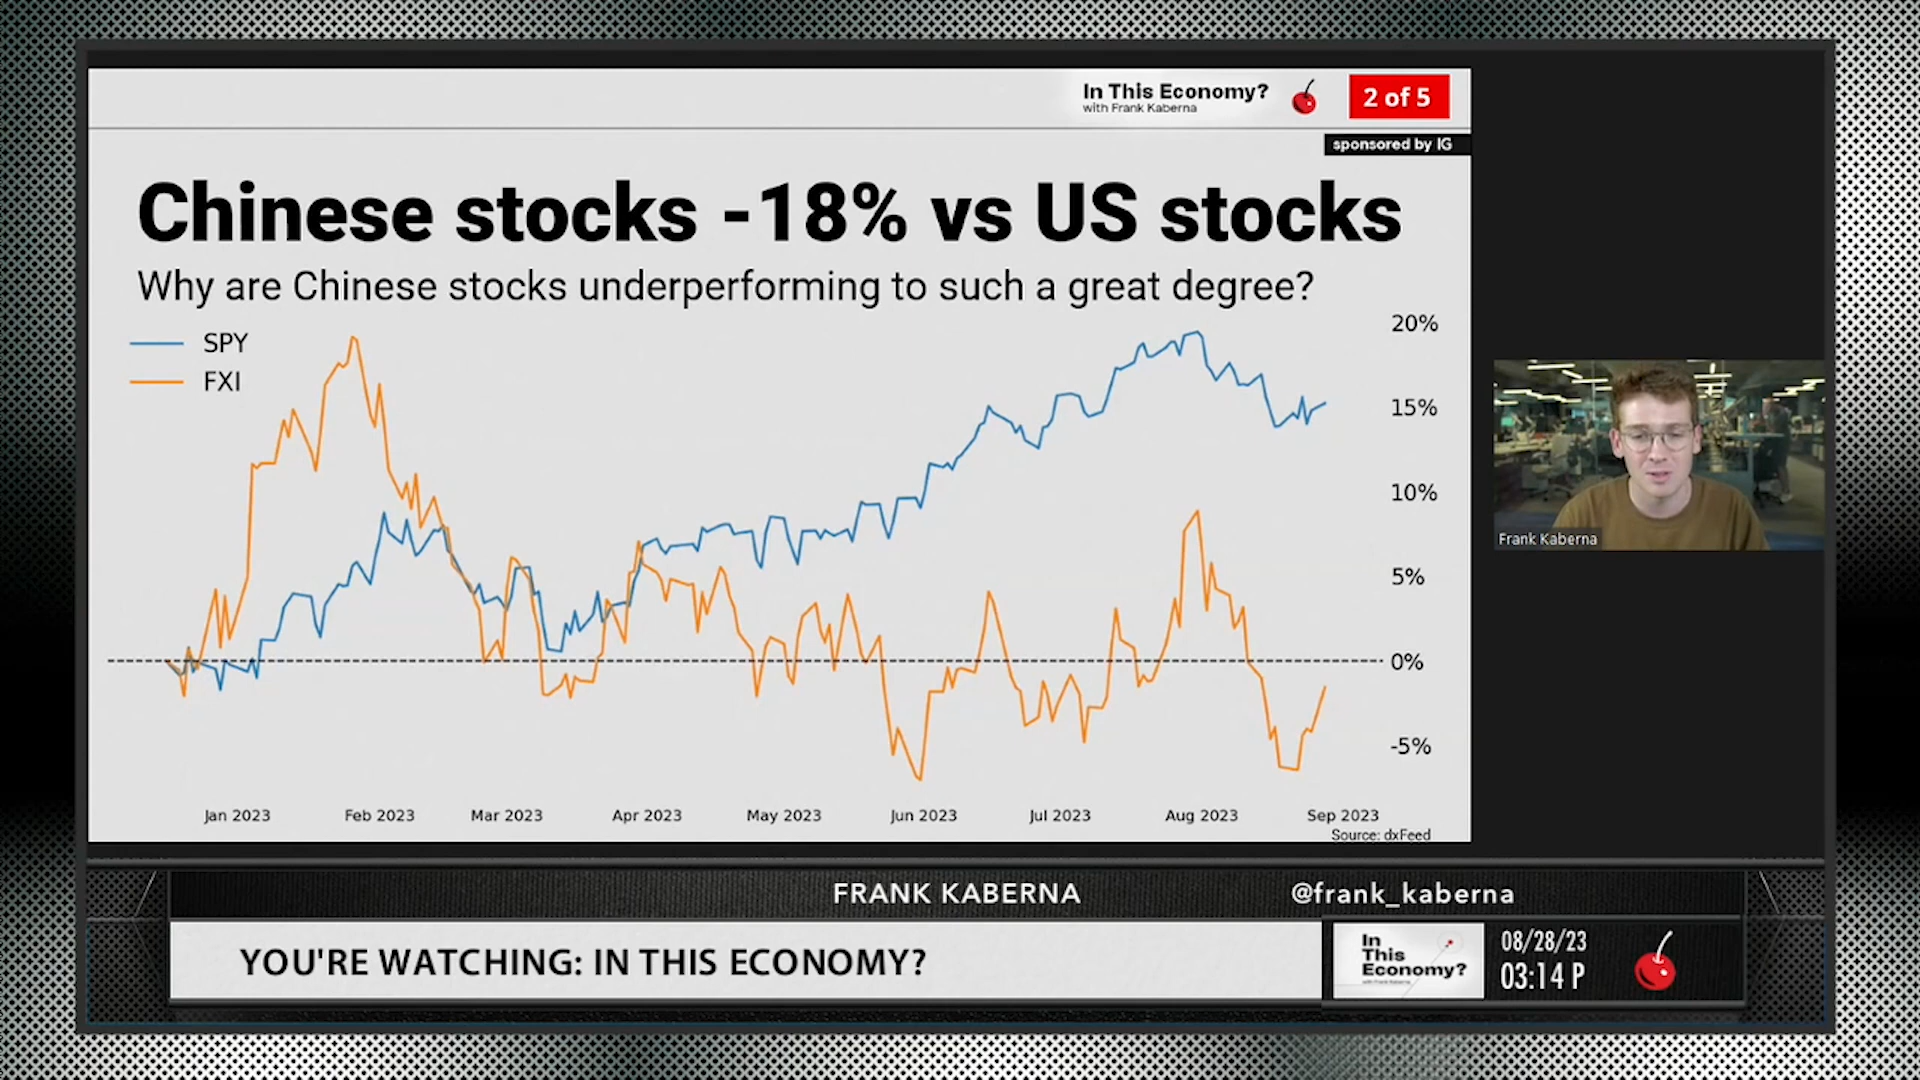 In This Economy?
with Frank Kaberna
2 of 5
sponsored by IG
Chinese stocks -18% vs US stocks
Why are Chinese stocks underperforming to such a great degree?
SPY
FXI
20%
15%
10%
5%
0%
-5%
Jan 2023 Feb 2023 Mar 2023 Apr 2023 May 2023 Jun 2023 Jul 2023 Aug 2023 Sep 2023
Source: dxFeed
Frank Kaberna
FRANK KABERNA @frank_kaberna
YOU'RE WATCHING: IN THIS ECONOMY?
In
This
Economy?
with Frank Kaberna
08/28/23
03:14 P